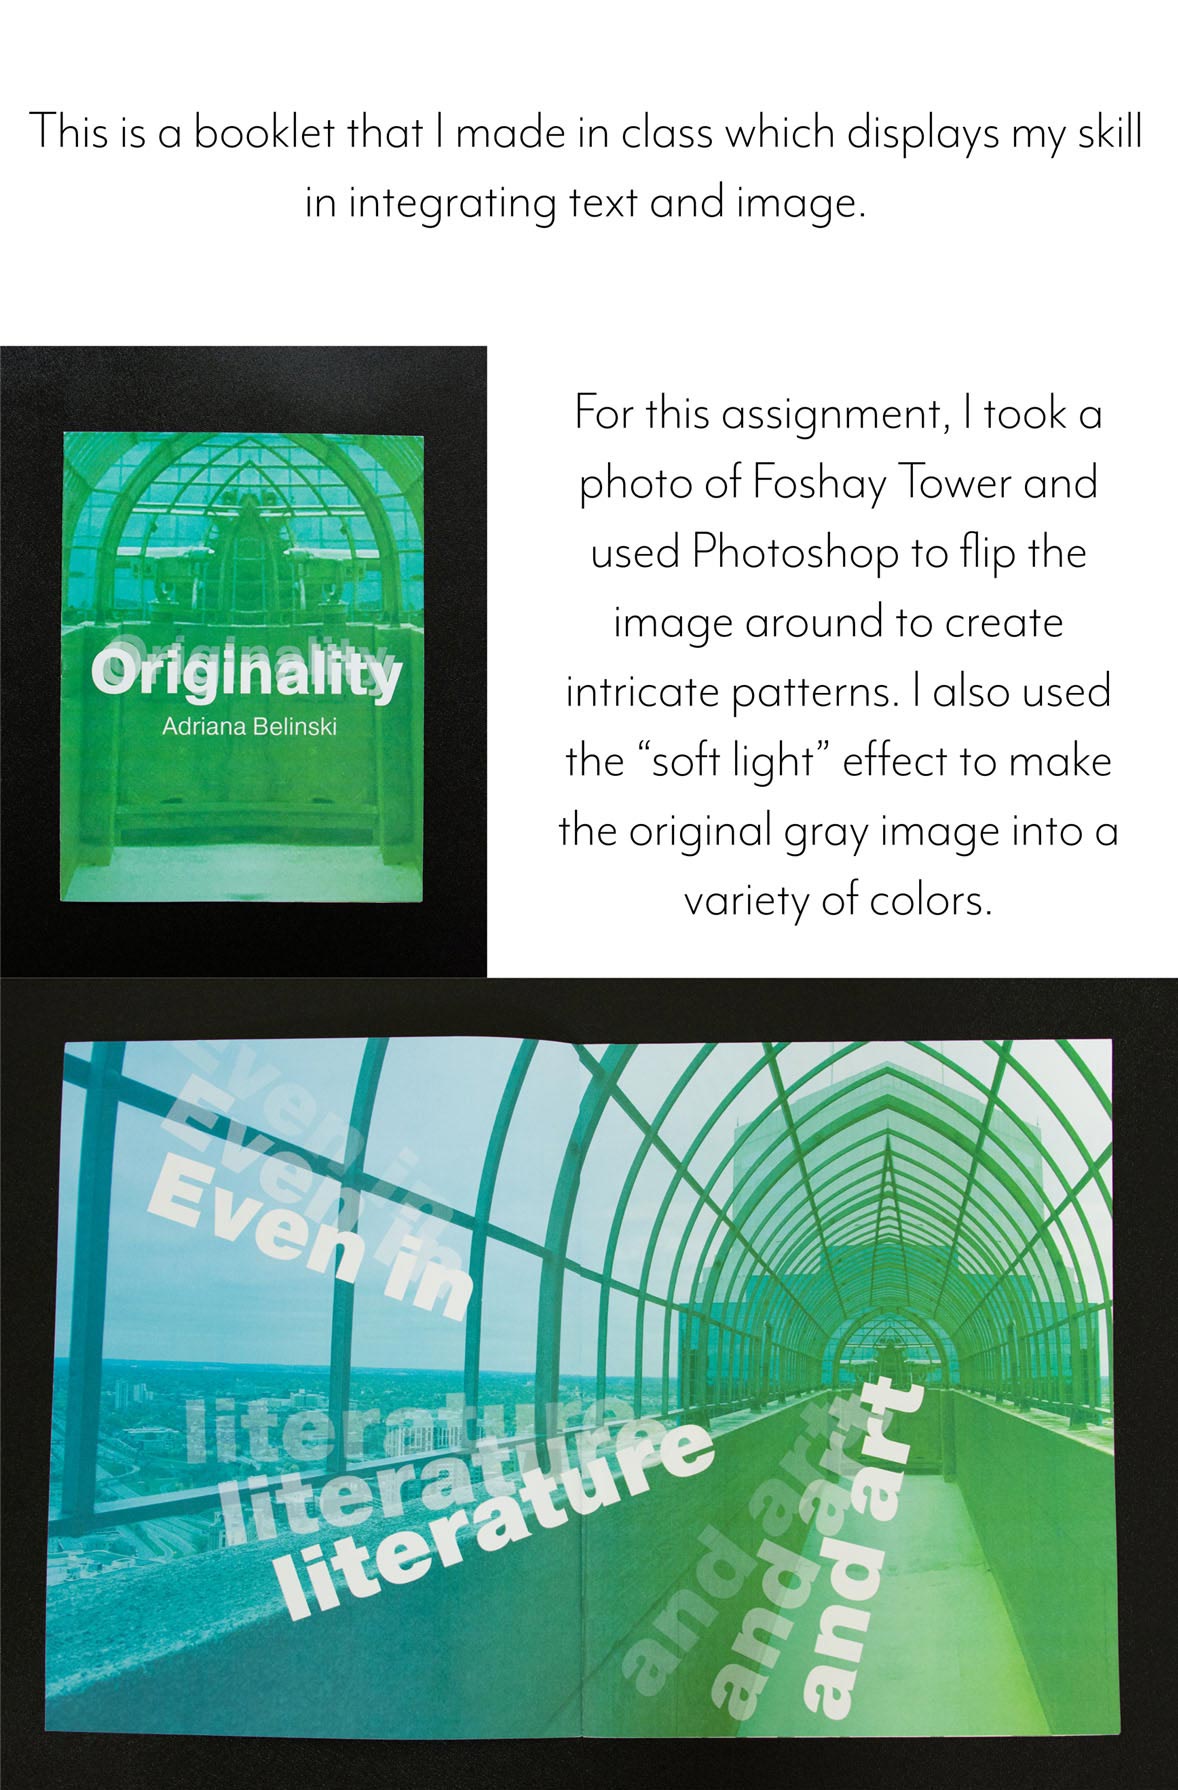 This is a booklet that I made in class which displays my skill
in integrating text and image.
For this assignment, I took a
photo of Foshay Tower and
used Photoshop to flip the
image around to create
intricate patterns. I also used
the “soft light” effect to make
the original gray image into a
variety of colors.
Originality
Originality
Adriana Belinski
Even in
Even in
Even in
literature
literature
literature
and art
and art
and art